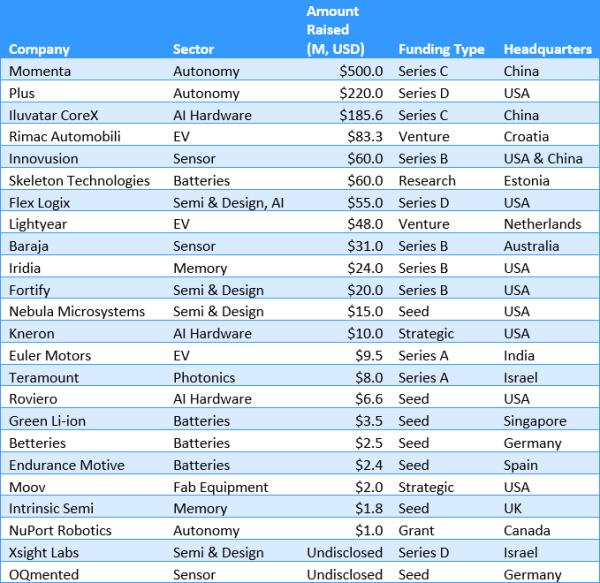 Amount
Raised
Company Sector (M, USD) Funding Type Headquarters
Momenta Autonomy $500.0 Series C China
Plus Autonomy $220.0 Series D USA
Iluvatar CoreX AI Hardware $185.6 Series C China
Rimac Automobili EV $83.3 Venture Croatia
Innovusion Sensor $60.0 Series B USA & China
Skeleton Technologies Batteries $60.0 Research Estonia
Flex Logix Semi & Design, AI $55.0 Series D USA
Lightyear EV $48.0 Venture Netherlands
Baraja Sensor $31.0 Series B Australia
Iridia Memory $24.0 Series B USA
Fortify Semi & Design $20.0 Series B USA
Nebula Microsystems Semi & Design $15.0 Seed USA
Kneron AI Hardware $10.0 Strategic USA
Euler Motors EV $9.5 Series A India
Teramount Photonics $8.0 Series A Israel
Roviero AI Hardware $6.6 Seed USA
Green Li-ion Batteries $3.5 Seed Singapore
Betteries Batteries $2.5 Seed Germany
Endurance Motive Batteries $2.4 Seed Spain
Moov Fab Equipment $2.0 Strategic USA
Intrinsic Semi Memory $1.8 Seed UK
NuPort Robotics Autonomy $1.0 Grant Canada
Xsight Labs Semi & Design Undisclosed Series D Israel
OQmented Sensor Undisclosed Seed Germany